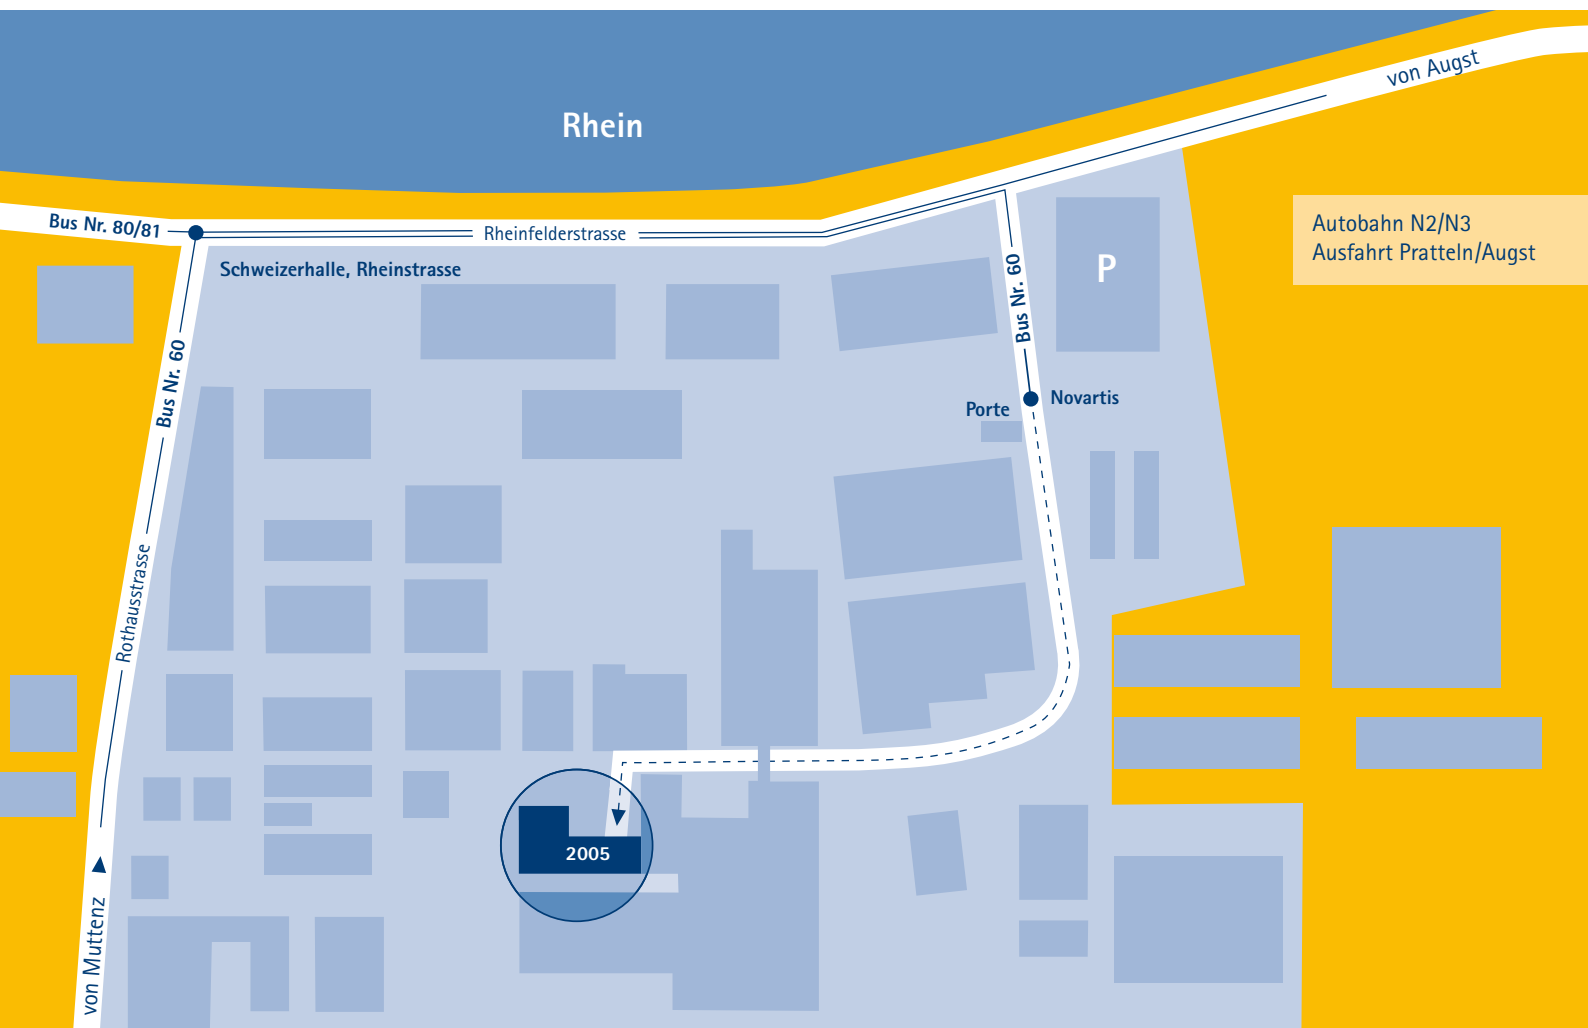 von Augst
Rhein
Bus Nr. 80/81
Rheinfelderstrasse
Autobahn N2/N3
Ausfahrt Pratteln/Augst
Schweizerhalle, Rheinstrasse
P
Bus Nr. 60
Bus Nr. 60
Novartis
Porte
Rothausstrasse
2005
von Muttenz